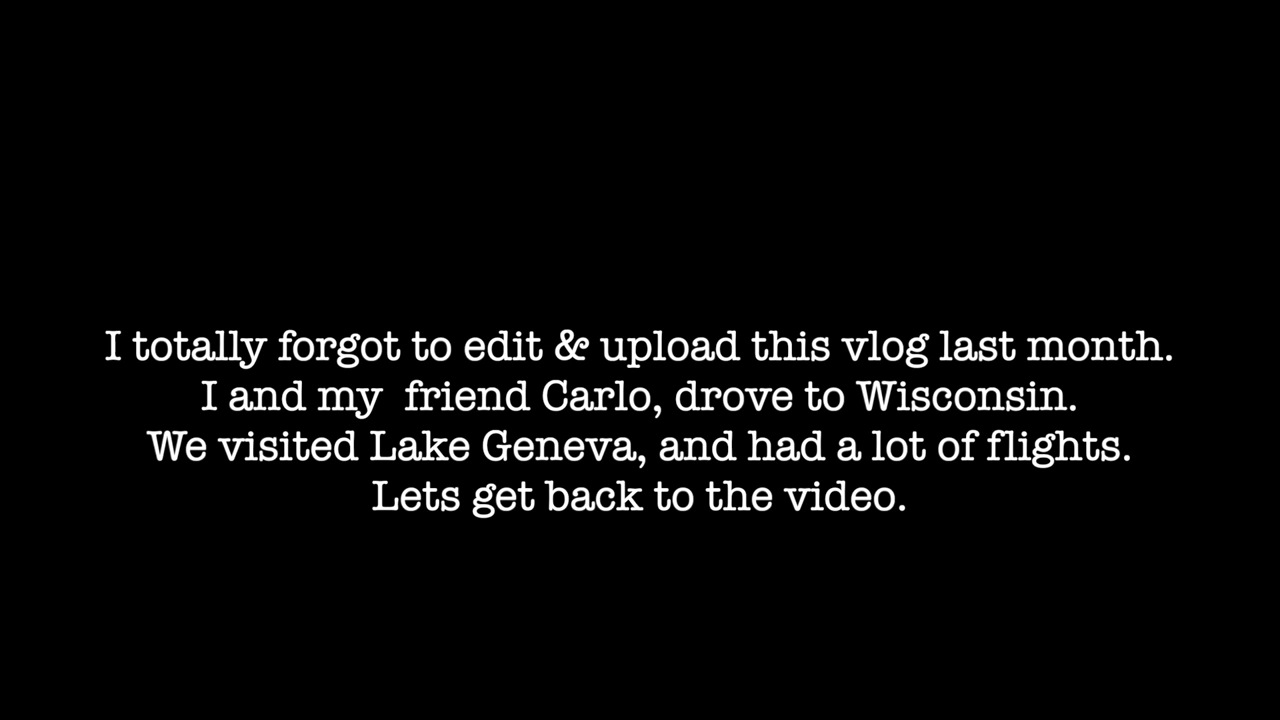 I totally forgot to edit & upload this vlog last month.
I and my  friend Carlo, drove to Wisconsin.
We visited Lake Geneva, and had a lot of flights.
Lets get back to the video.